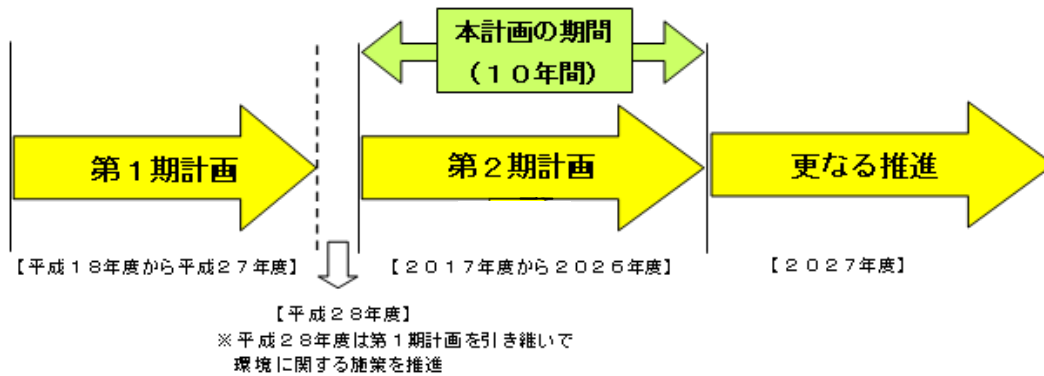 本計画の期間
（１０年間）
第１期計画
第２期計画
更なる推進
【平成１８年度から平成２７年度】
【２０１７年度から２０２６年度】
【２０２７年度】
【平成２８年度】
※平成２８年度は第１期計画を引き継いで
環境に関する施策を推進